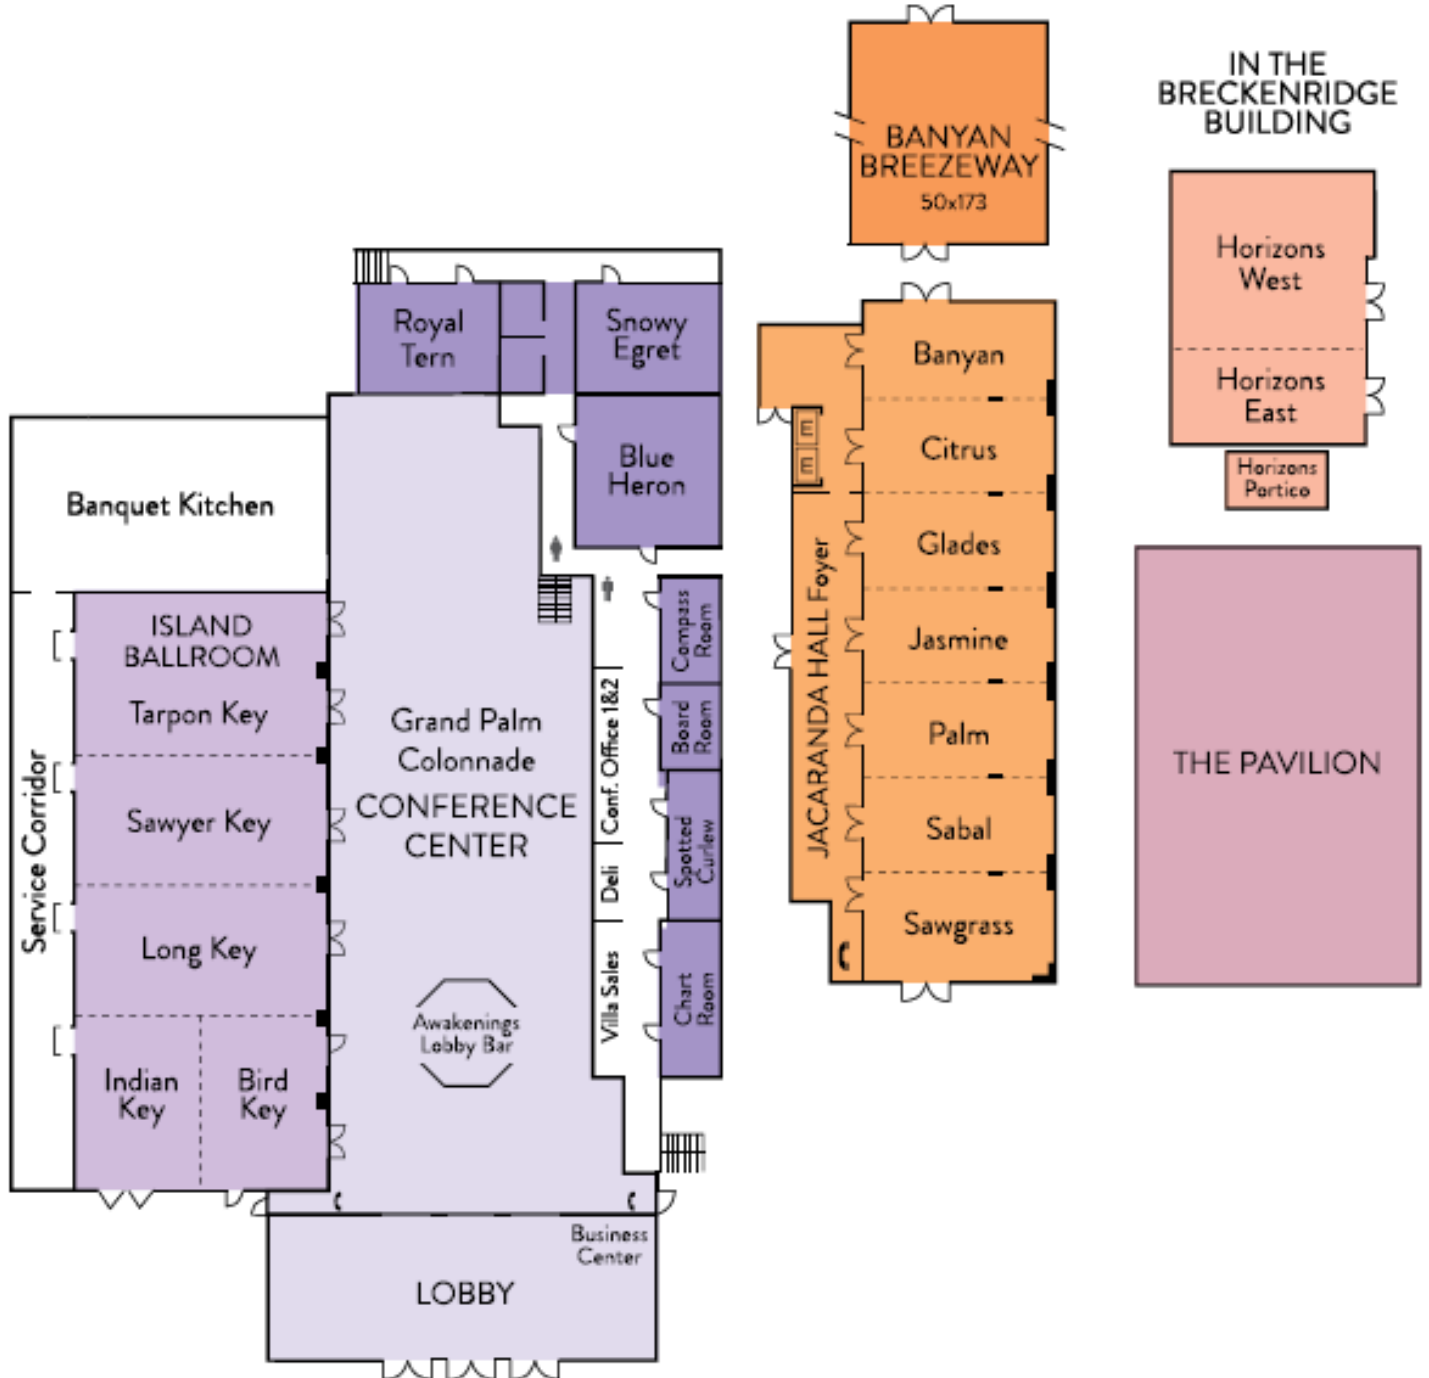 IN THE
BRECKENRIDGE
BUILDING
BANYAN
BREEZEWAY
50x173
Horizons
West
Horizons
East
Horizons
Portico
THE PAVILION
Royal
Tern
Snowy
Egret
Blue
Heron
Banquet Kitchen
ISLAND
BALLROOM
Tarpon Key
Sawyer Key
Long Key
Indian
Key
Bird
Key
Service Corridor
Grand Palm
Colonnade
CONFERENCE
CENTER
Awakenings
Lobby Bar
Conf. Office 1&2
Deli
Villa Sales
Compass
Room
Board
Room
Spotted
Curlew
Chart
Room
Business
Center
LOBBY
Banyan
Citrus
Glades
Jasmine
Palm
Sabal
Sawgrass
JACARANDA HALL Foyer
E
E